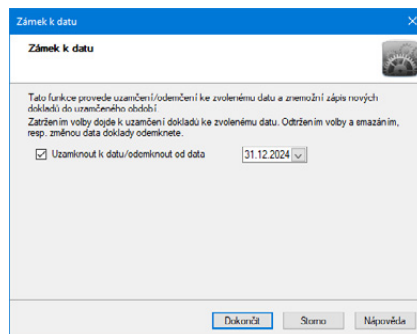 Zámek k datu
Zámek k datu
Tato funkce provede uzamčení/odemčení ke zvolenému datu a znemožní zápis nových
dokladů do uzamčeného období.
Zatržením volby dojde k uzamčení dokladů ke zvolenému datu. Odtržením volby a smazáním,
resp. změnou data doklady odemknete.
Uzamknout k datu/odemknout od data
31.12.2024
Dokončit Storno Nápověda